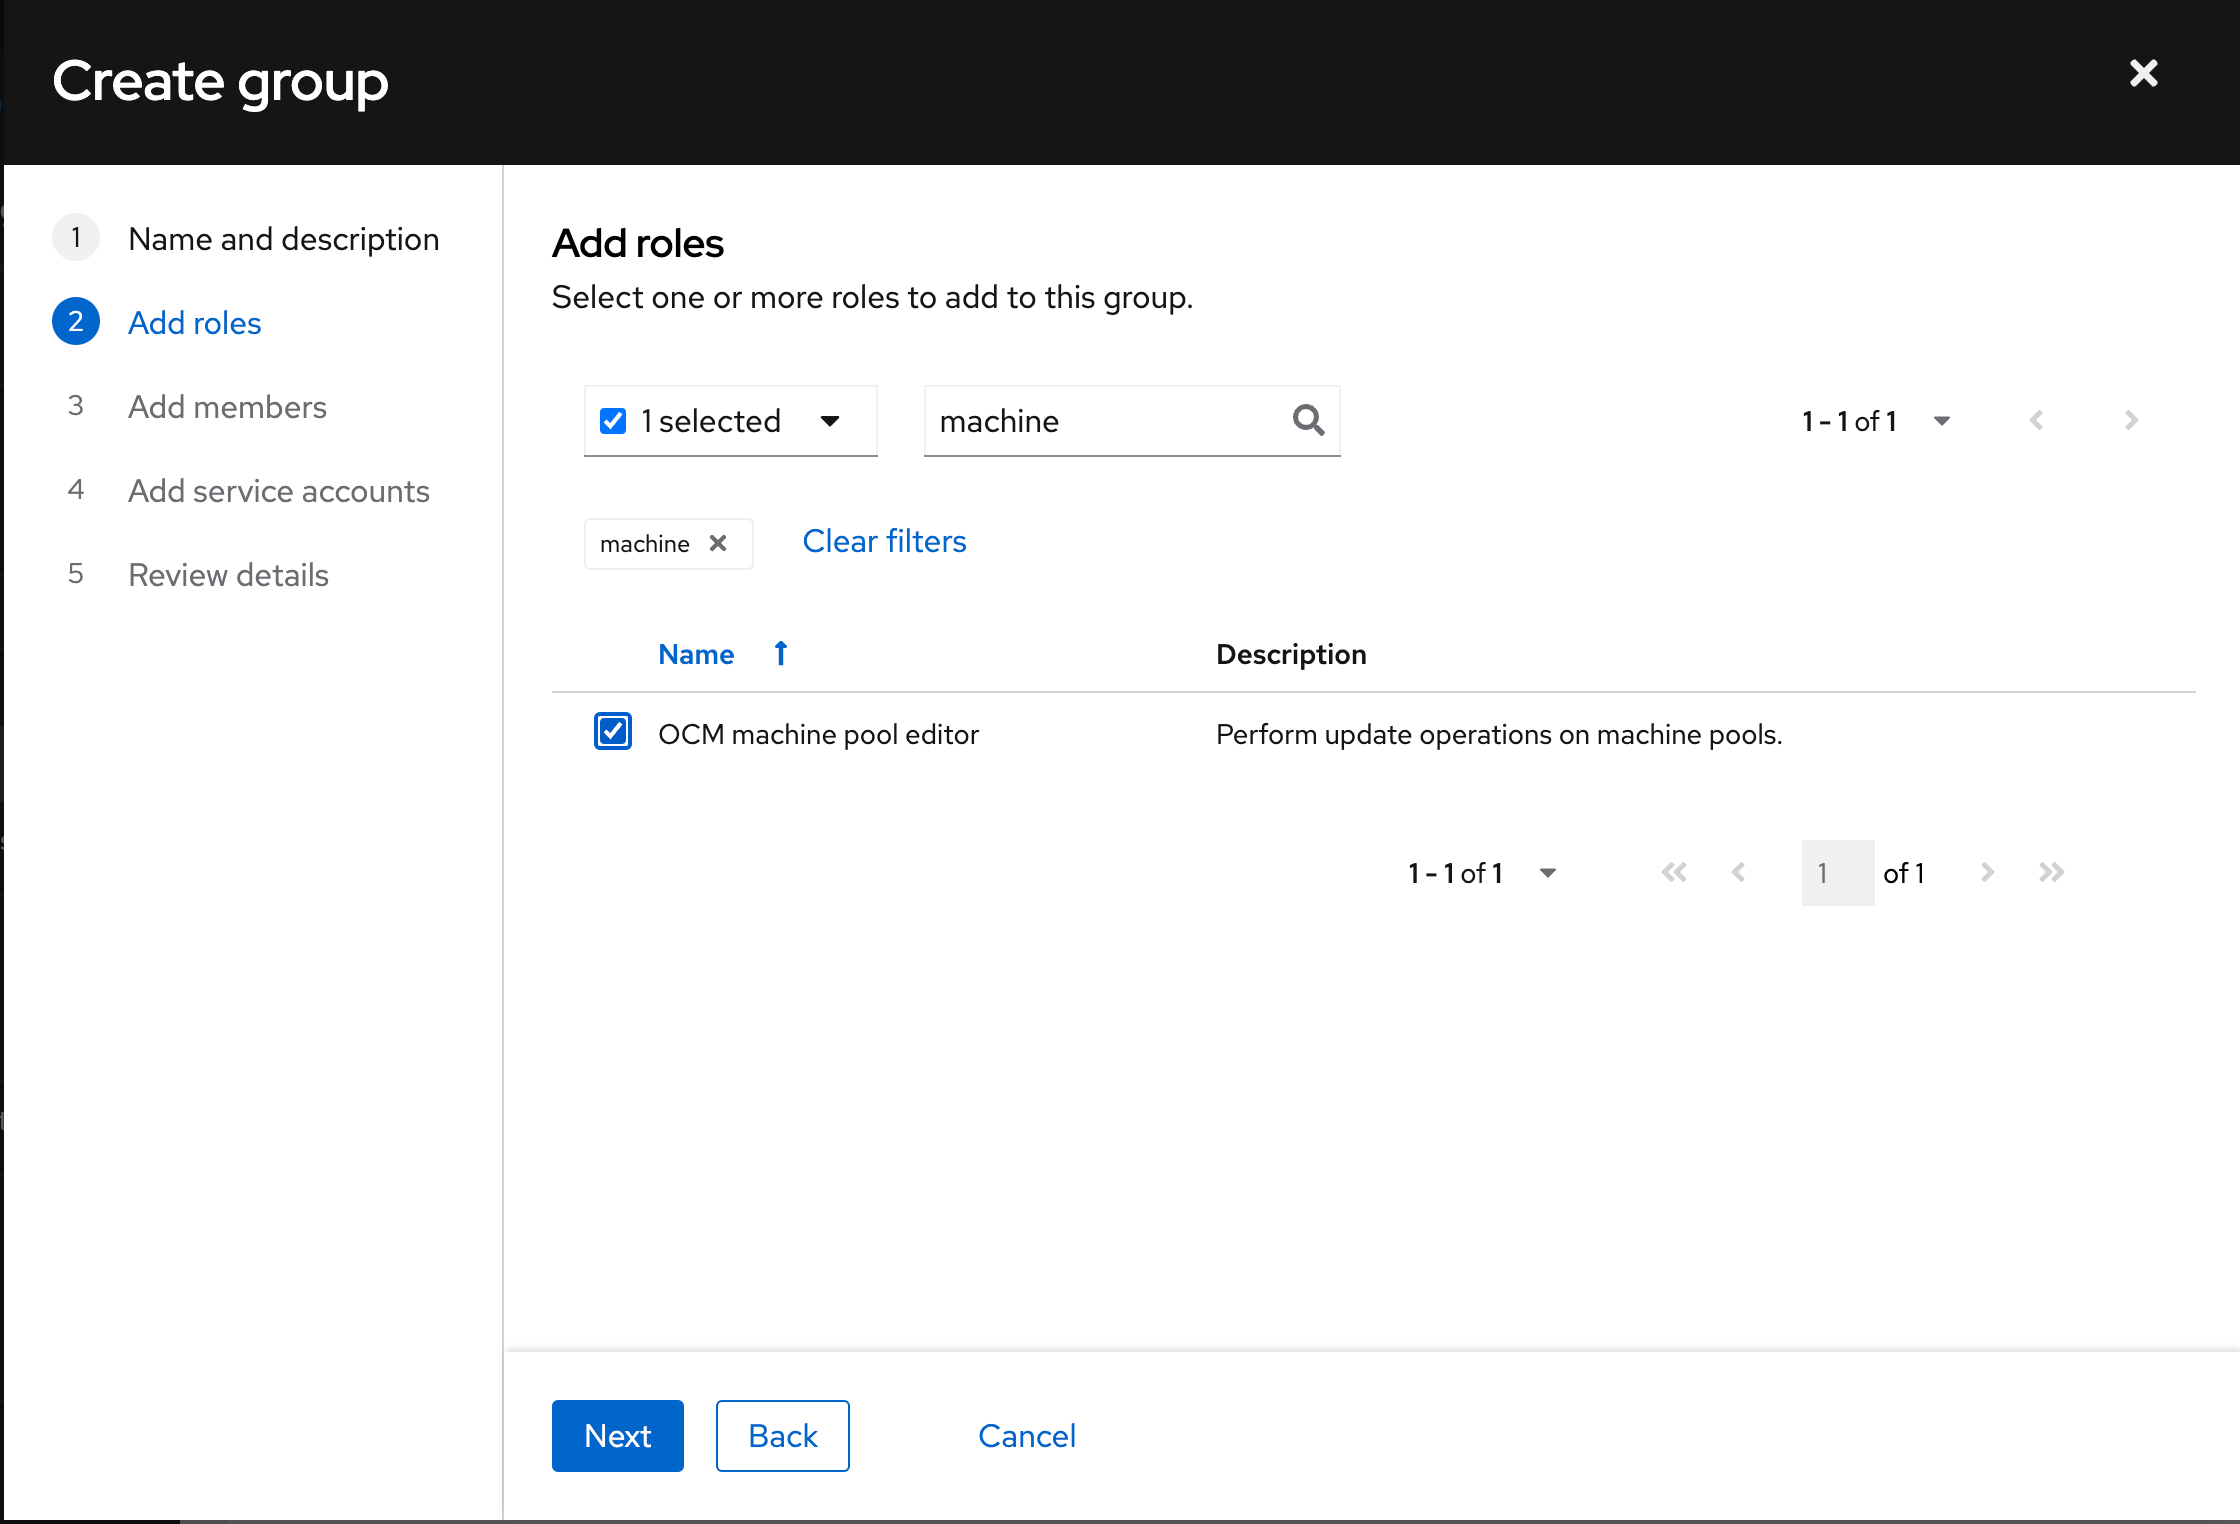 Create group
1 Name and description
2 Add roles
3 Add members
4 Add service accounts
5 Review details
Add roles
Select one or more roles to add to this group.
1 selected machine 1 - 1 of 1
machine Clear filters
Name Description
OCM machine pool editor Perform update operations on machine pools.
1 - 1 of 1 1 of 1
Next Back Cancel